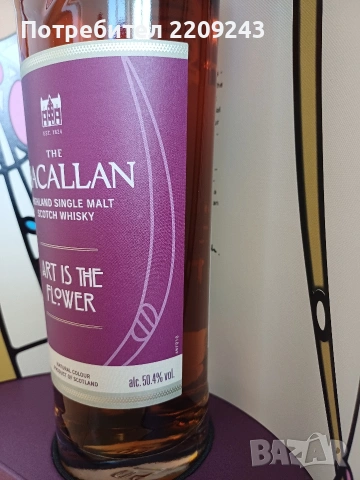 Потребител 2209243
EST. 1824
THE
ACALLAN
HIGHLAND SINGLE MALT
SCOTCH WHISKY
ART IS THE
FLOWER
NATURAL COLOUR
PRODUCT OF SCOTLAND
alc. 50.4% vol.
BAZAR